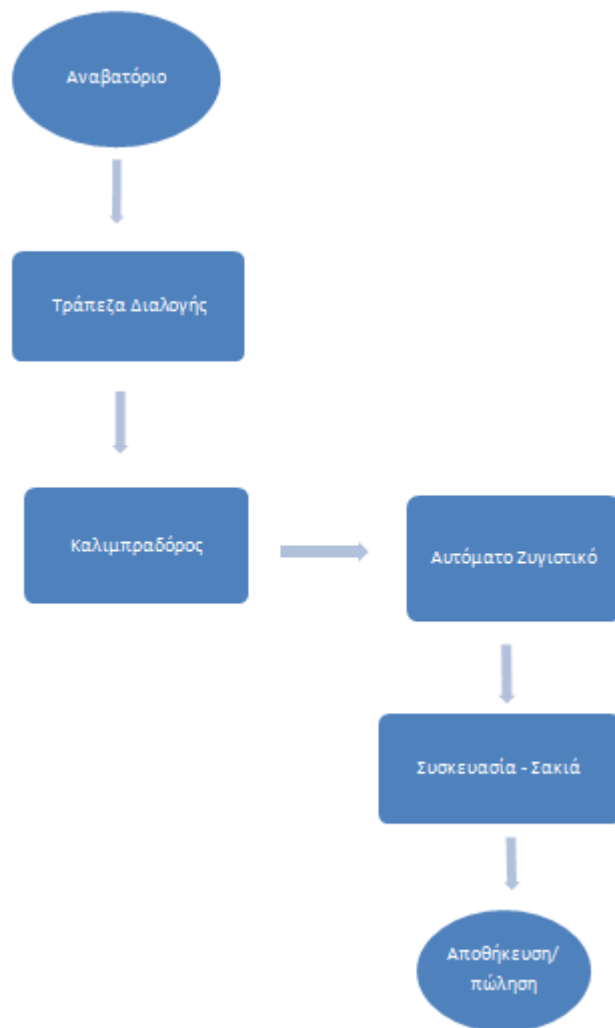 Αναβατόριο
Τράπεζα Διαλογής
Καλιμπραδόρος
Αυτόματο Ζυγιστικό
Συσκευασία - Σακιά
Αποθήκευση/
πώληση